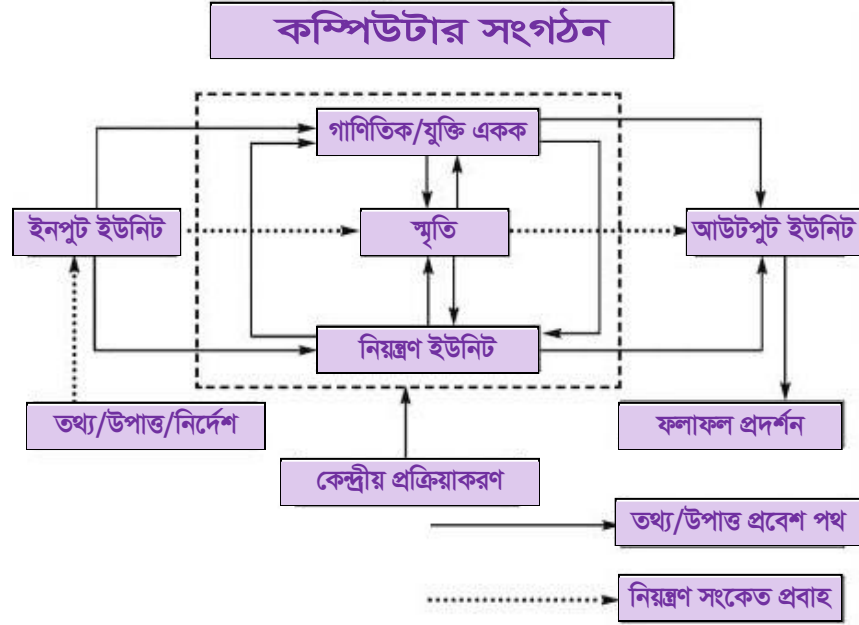 কম্পিউটার সংগঠন
গাণিতিক/যুক্তি একক
ইনপুট ইউনিট
স্মৃতি
আউটপুট ইউনিট
নিয়ন্ত্রণ ইউনিট
তথ্য/উপাত্ত/নির্দেশ
ফলাফল প্রদর্শন
কেন্দ্রীয় প্রক্রিয়াকরণ
তথ্য/উপাত্ত প্রবেশ পথ
নিয়ন্ত্রণ সংকেত প্রবাহ